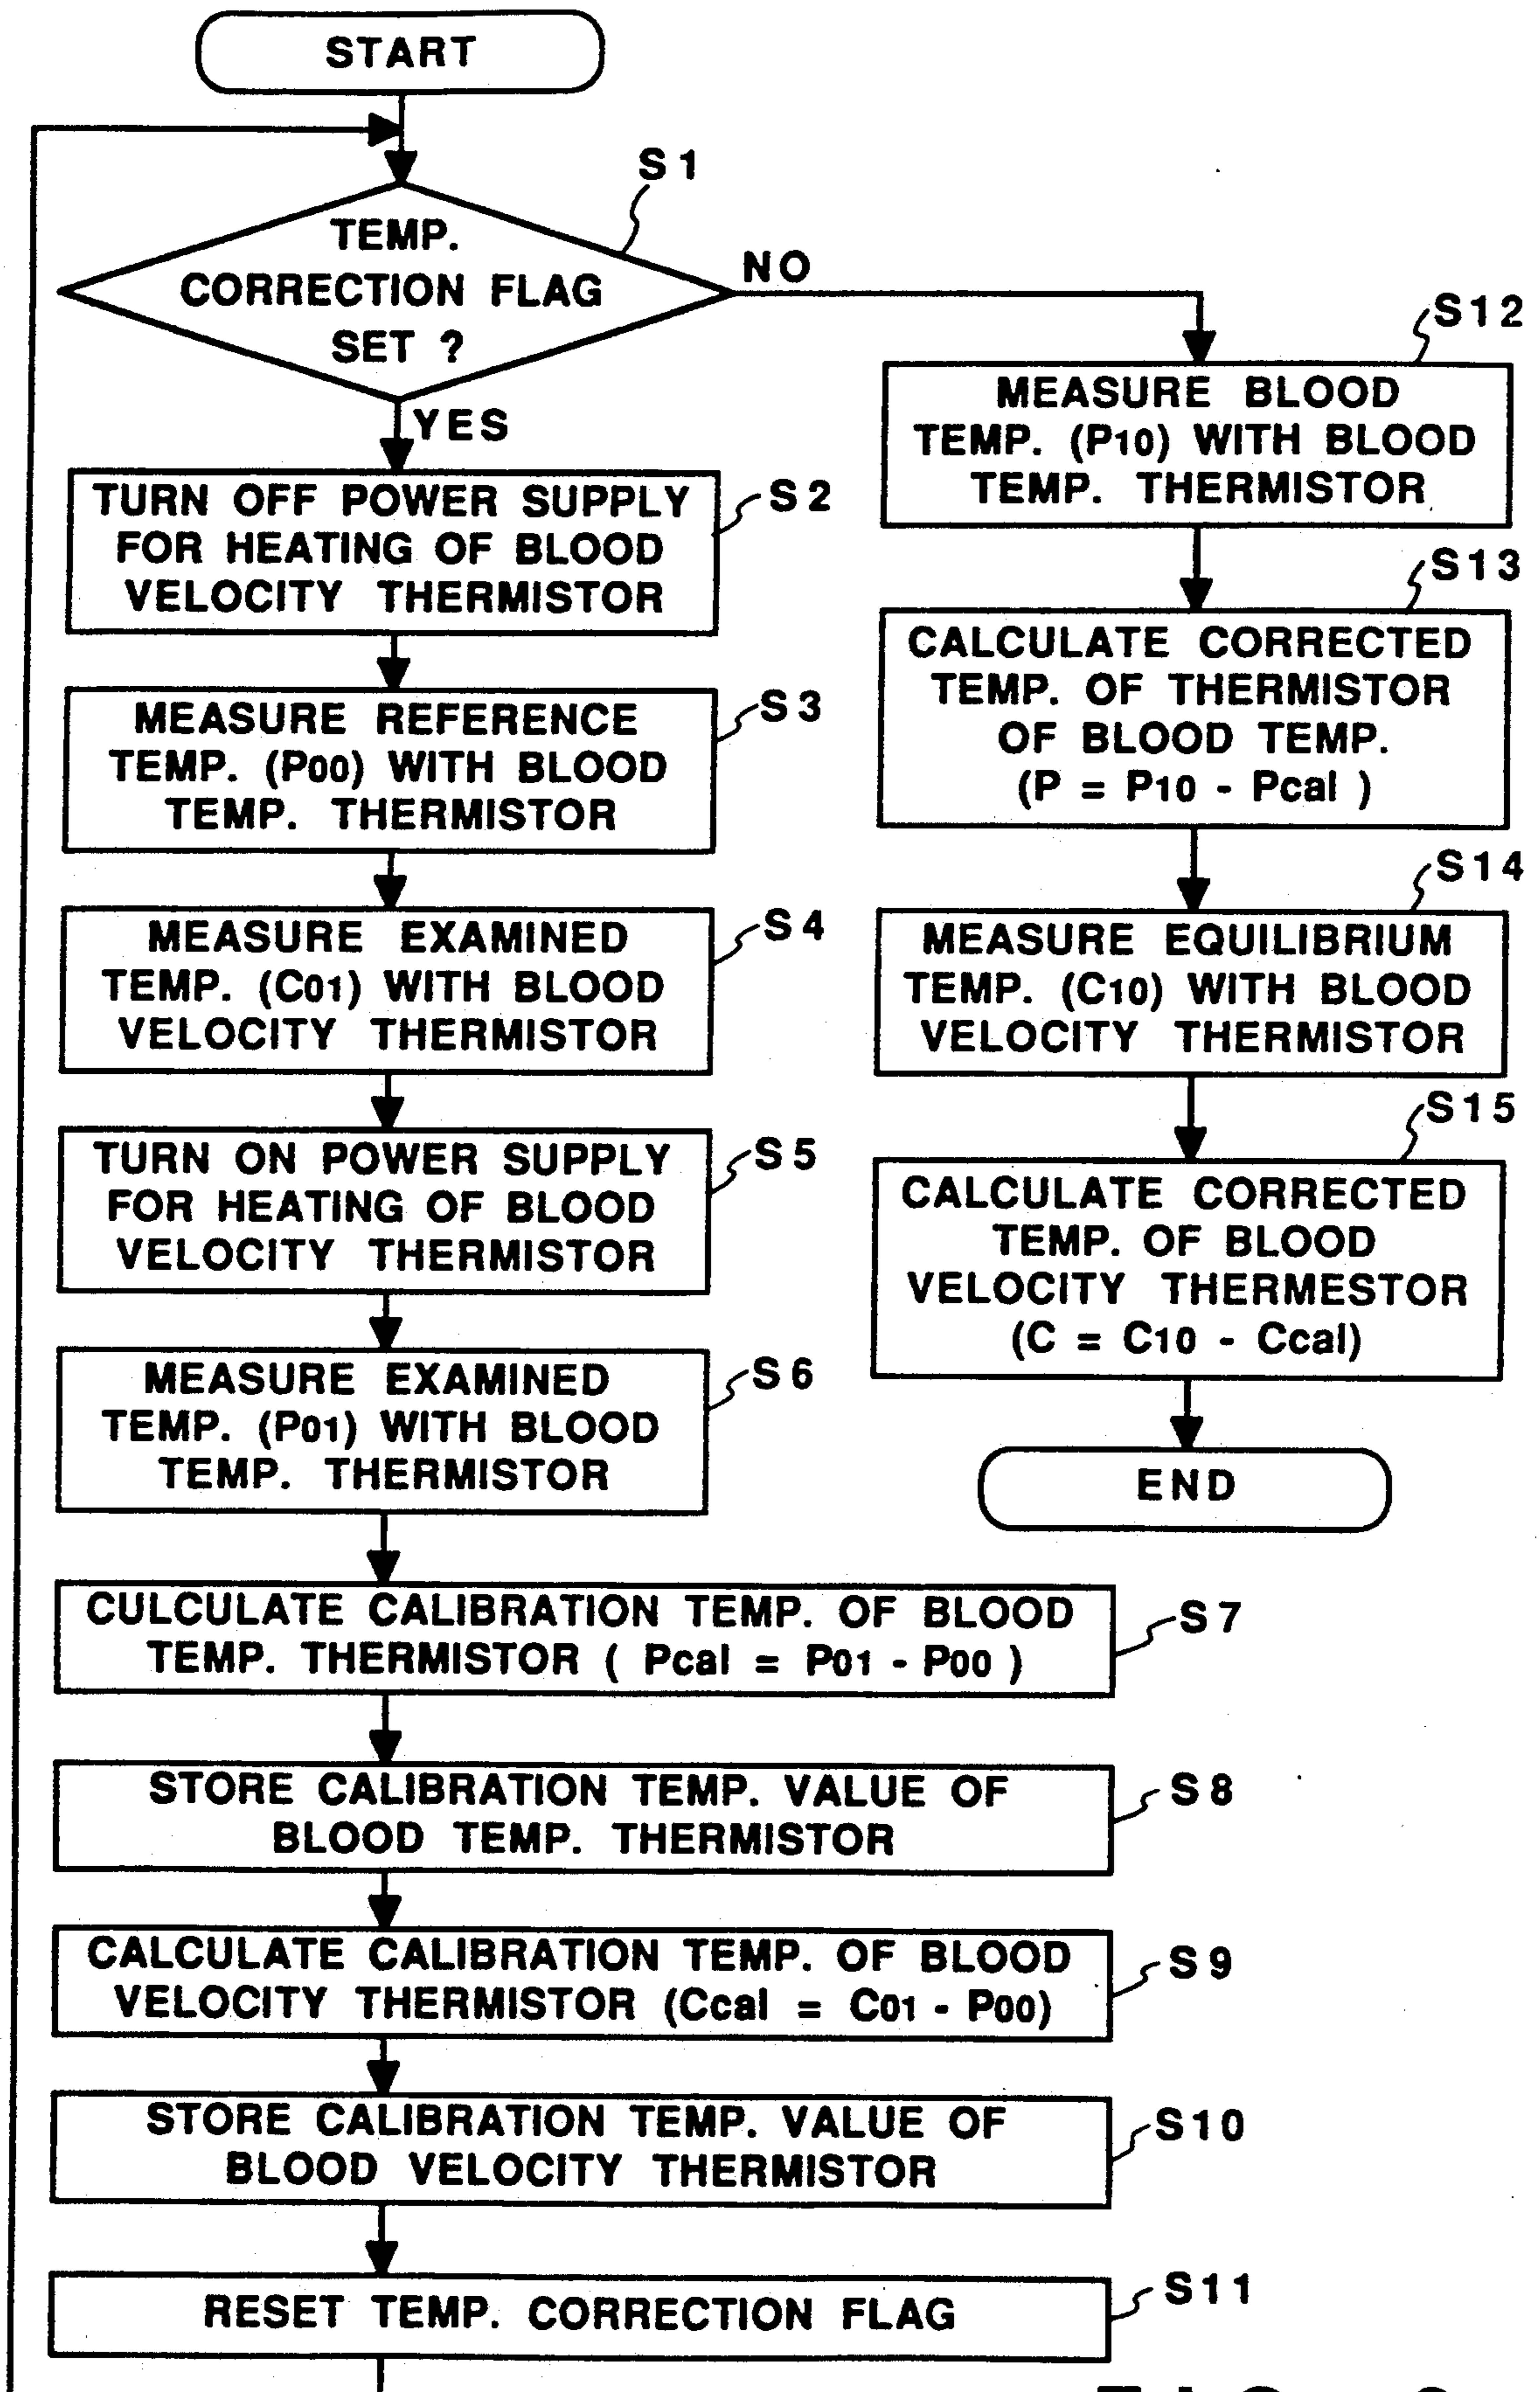 START
S1
TEMP.
CORRECTION FLAG
SET ?
NO
YES
TURN OFF POWER SUPPLY
FOR HEATING OF BLOOD
VELOCITY THERMISTOR
S2
MEASURE REFERENCE
TEMP. (P00) WITH BLOOD
TEMP. THERMISTOR
S3
MEASURE EXAMINED
TEMP. (C01) WITH BLOOD
VELOCITY THERMISTOR
S4
TURN ON POWER SUPPLY
FOR HEATING OF BLOOD
VELOCITY THERMISTOR
S5
MEASURE EXAMINED
TEMP. (P01) WITH BLOOD
TEMP. THERMISTOR
S6
CULCULATE CALIBRATION TEMP. OF BLOOD
TEMP. THERMISTOR ( Pcal = P01 - P00 )
S7
STORE CALIBRATION TEMP. VALUE OF
BLOOD TEMP. THERMISTOR
S8
CALCULATE CALIBRATION TEMP. OF BLOOD
VELOCITY THERMISTOR (Ccal = C01 - P00)
S9
STORE CALIBRATION TEMP. VALUE OF
BLOOD VELOCITY THERMISTOR
S10
RESET TEMP. CORRECTION FLAG
S11
S12
MEASURE BLOOD
TEMP. (P10) WITH BLOOD
TEMP. THERMISTOR
S13
CALCULATE CORRECTED
TEMP. OF THERMISTOR
OF BLOOD TEMP.
(P = P10 - Pcal )
S14
MEASURE EQUILIBRIUM
TEMP. (C10) WITH BLOOD
VELOCITY THERMISTOR
S15
CALCULATE CORRECTED
TEMP. OF BLOOD
VELOCITY THERMESTOR
(C = C10 - Ccal)
END